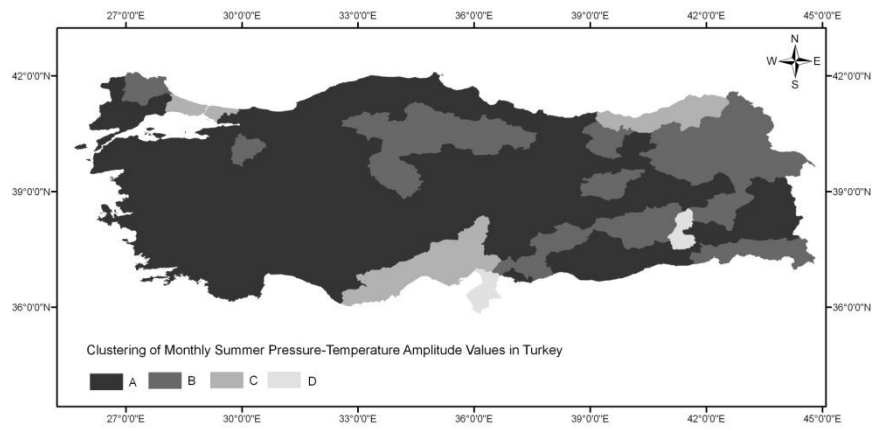 27°0'0"E 30°0'0"E 33°0'0"E 36°0'0"E 39°0'0"E 42°0'0"E 45°0'0"E
N
W E
S
42°0'0"N 42°0'0"N
39°0'0"N 39°0'0"N
36°0'0"N 36°0'0"N
Clustering of Monthly Summer Pressure-Temperature Amplitude Values in Turkey
A B C D
27°0'0"E 30°0'0"E 33°0'0"E 36°0'0"E 39°0'0"E 42°0'0"E 45°0'0"E